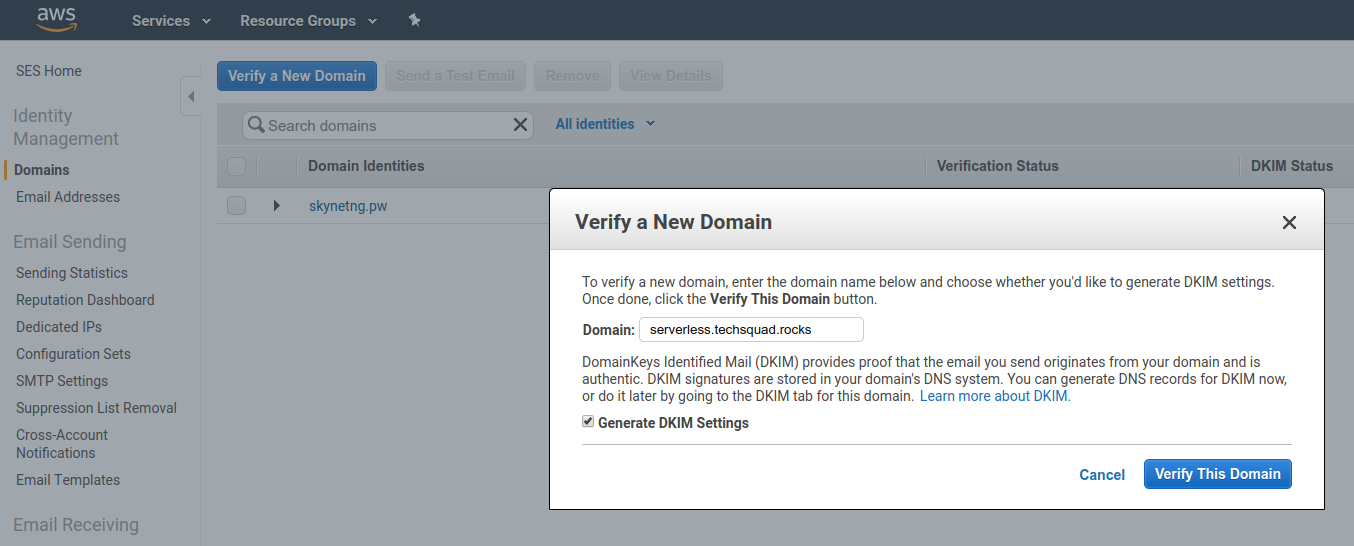 aws Services Resource Groups
SES Home
Identity
Management
Domains
Email Addresses
Email Sending
Sending Statistics
Reputation Dashboard
Dedicated IPs
Configuration Sets
SMTP Settings
Suppression List Removal
Cross-Account
Notifications
Email Templates
Email Receiving
Verify a New Domain Send a Test Email Remove View Details
Search domains All identities
Domain Identities Verification Status DKIM Status
skynetng.pw
Verify a New Domain
To verify a new domain, enter the domain name below and choose whether you'd like to generate DKIM settings.
Once done, click the Verify This Domain button.
Domain: serverless.techsquad.rocks
DomainKeys Identified Mail (DKIM) provides proof that the email you send originates from your domain and is
authentic. DKIM signatures are stored in your domain's DNS system. You can generate DNS records for DKIM now,
or do it later by going to the DKIM tab for this domain. Learn more about DKIM.
Generate DKIM Settings
Cancel Verify This Domain